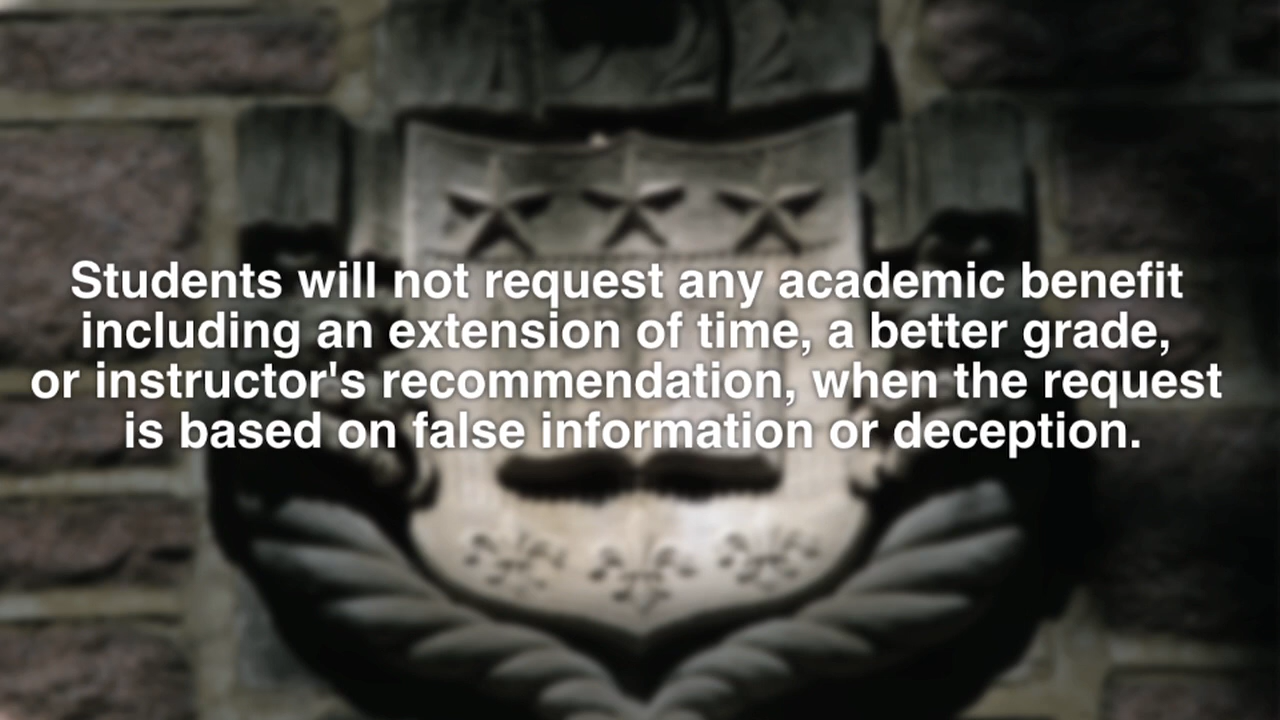 Students will not request any academic benefit
including an extension of time, a better grade,
or instructor's recommendation, when the request
is based on false information or deception.